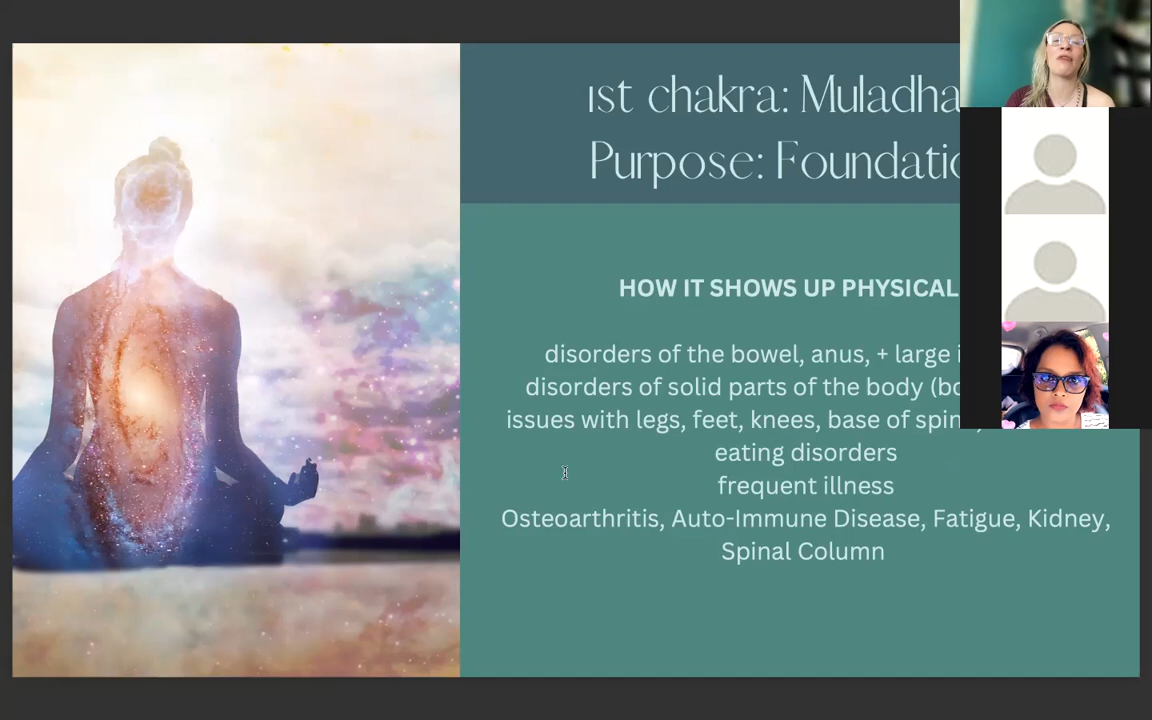 1st chakra: Muladha
Purpose: Foundatio
HOW IT SHOWS UP PHYSICAL
disorders of the bowel, anus, + large i
disorders of solid parts of the body (bo
issues with legs, feet, knees, base of spin
eating disorders
frequent illness
Osteoarthritis, Auto-Immune Disease, Fatigue, Kidney,
Spinal Column